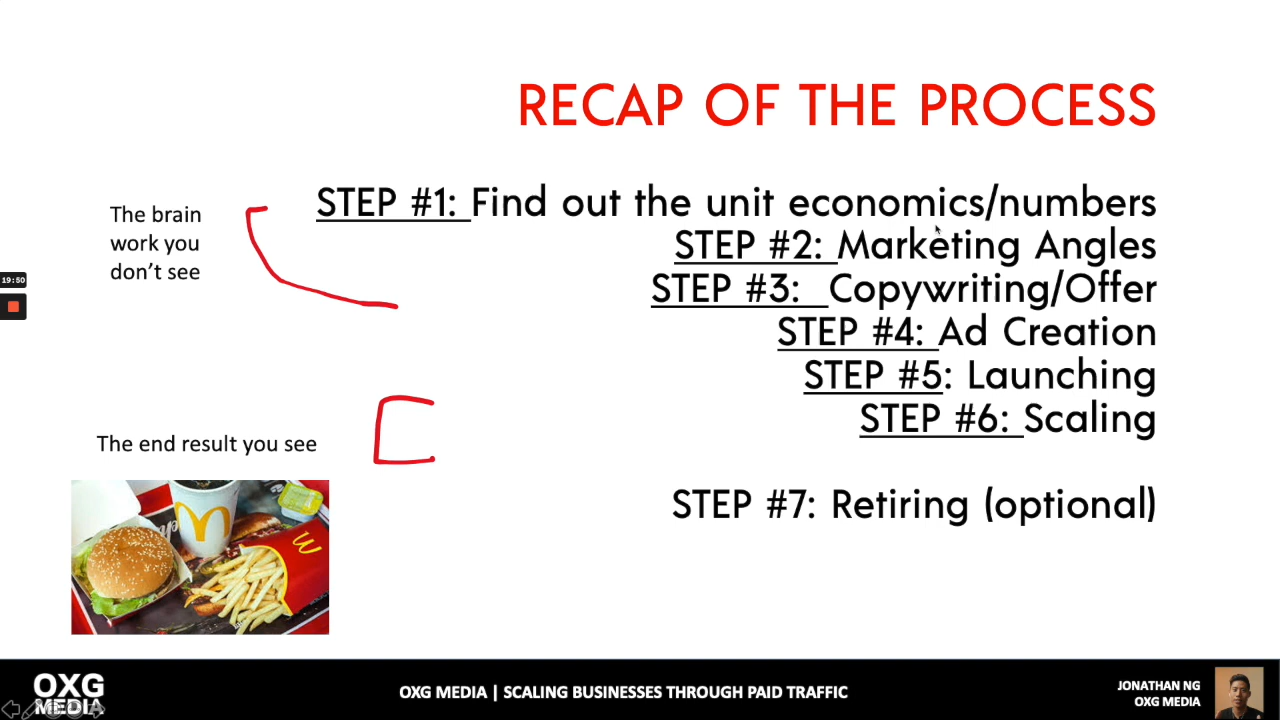 RECAP OF THE PROCESS
The brain
work you
don't see
STEP #1: Find out the unit economics/numbers
STEP #2: Marketing Angles
STEP #3: Copywriting/Offer
STEP #4: Ad Creation
STEP #5: Launching
STEP #6: Scaling
The end result you see
STEP #7: Retiring (optional)
19:50
OXG
MEDIA
OXG MEDIA | SCALING BUSINESSES THROUGH PAID TRAFFIC
JONATHAN NG
OXG MEDIA